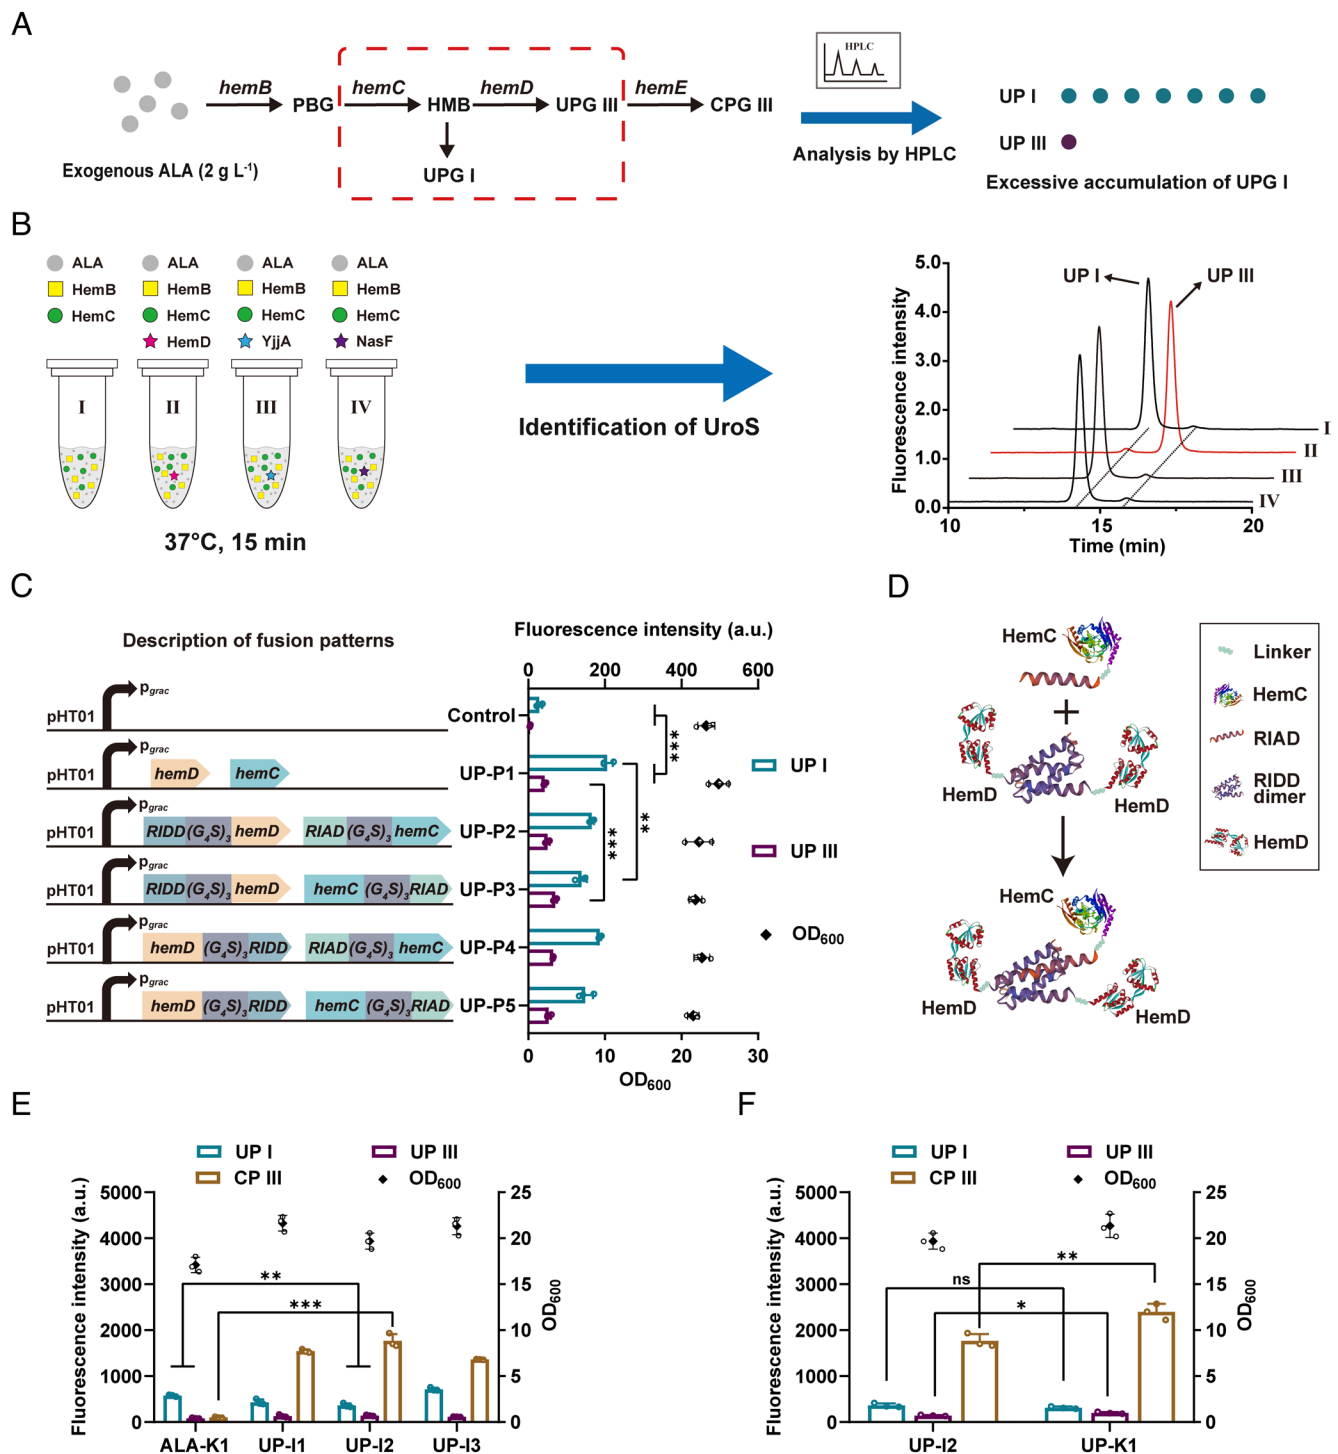 A
hemB
hemC
hemD
hemE
PBG
HMB
UPG III
CPG III
UPG I
Exogenous ALA (2 g L-1)
HPLC
Analysis by HPLC
UP I
UP III
Excessive accumulation of UPG I
B
ALA
HemB
HemC
ALA
HemB
HemC
HemD
ALA
HemB
HemC
YjjA
ALA
HemB
HemC
NasF
I
II
III
IV
37°C, 15 min
Identification of UroS
Fluorescence intensity
5.0
4.0
3.0
2.0
1.0
0.0
UP I
UP III
I
II
III
IV
10
15
20
Time (min)
C
Description of fusion patterns
Fluorescence intensity (a.u.)
0
200
400
600
pHT01
Pgrac
Control
pHT01
Pgrac
hemD
hemC
UP-P1
pHT01
Pgrac
RIDD (G4S)3 hemD
RIAD (G4S)3 hemC
UP-P2
pHT01
Pgrac
RIDD (G4S)3 hemD
hemC (G4S)3 RIAD
UP-P3
pHT01
Pgrac
hemD (G4S)3 RIDD
RIAD (G4S)3 hemC
UP-P4
pHT01
Pgrac
hemD (G4S)3 RIDD
hemC (G4S)3 RIAD
UP-P5
***
**
***
UP I
UP III
OD600
0
10
20
30
OD600
D
HemC
HemD
HemD
HemC
HemD
HemD
Linker
HemC
RIAD
RIDD
dimer
HemD
E
UP I
UP III
CP III
OD600
Fluorescence intensity (a.u.)
5000
4000
3000
2000
1000
0
25
20
15
10
5
0
OD600
**
***
ALA-K1
UP-I1
UP-I2
UP-I3
F
UP I
UP III
CP III
OD600
Fluorescence intensity (a.u.)
5000
4000
3000
2000
1000
0
25
20
15
10
5
0
OD600
**
ns
*
UP-I2
UP-K1